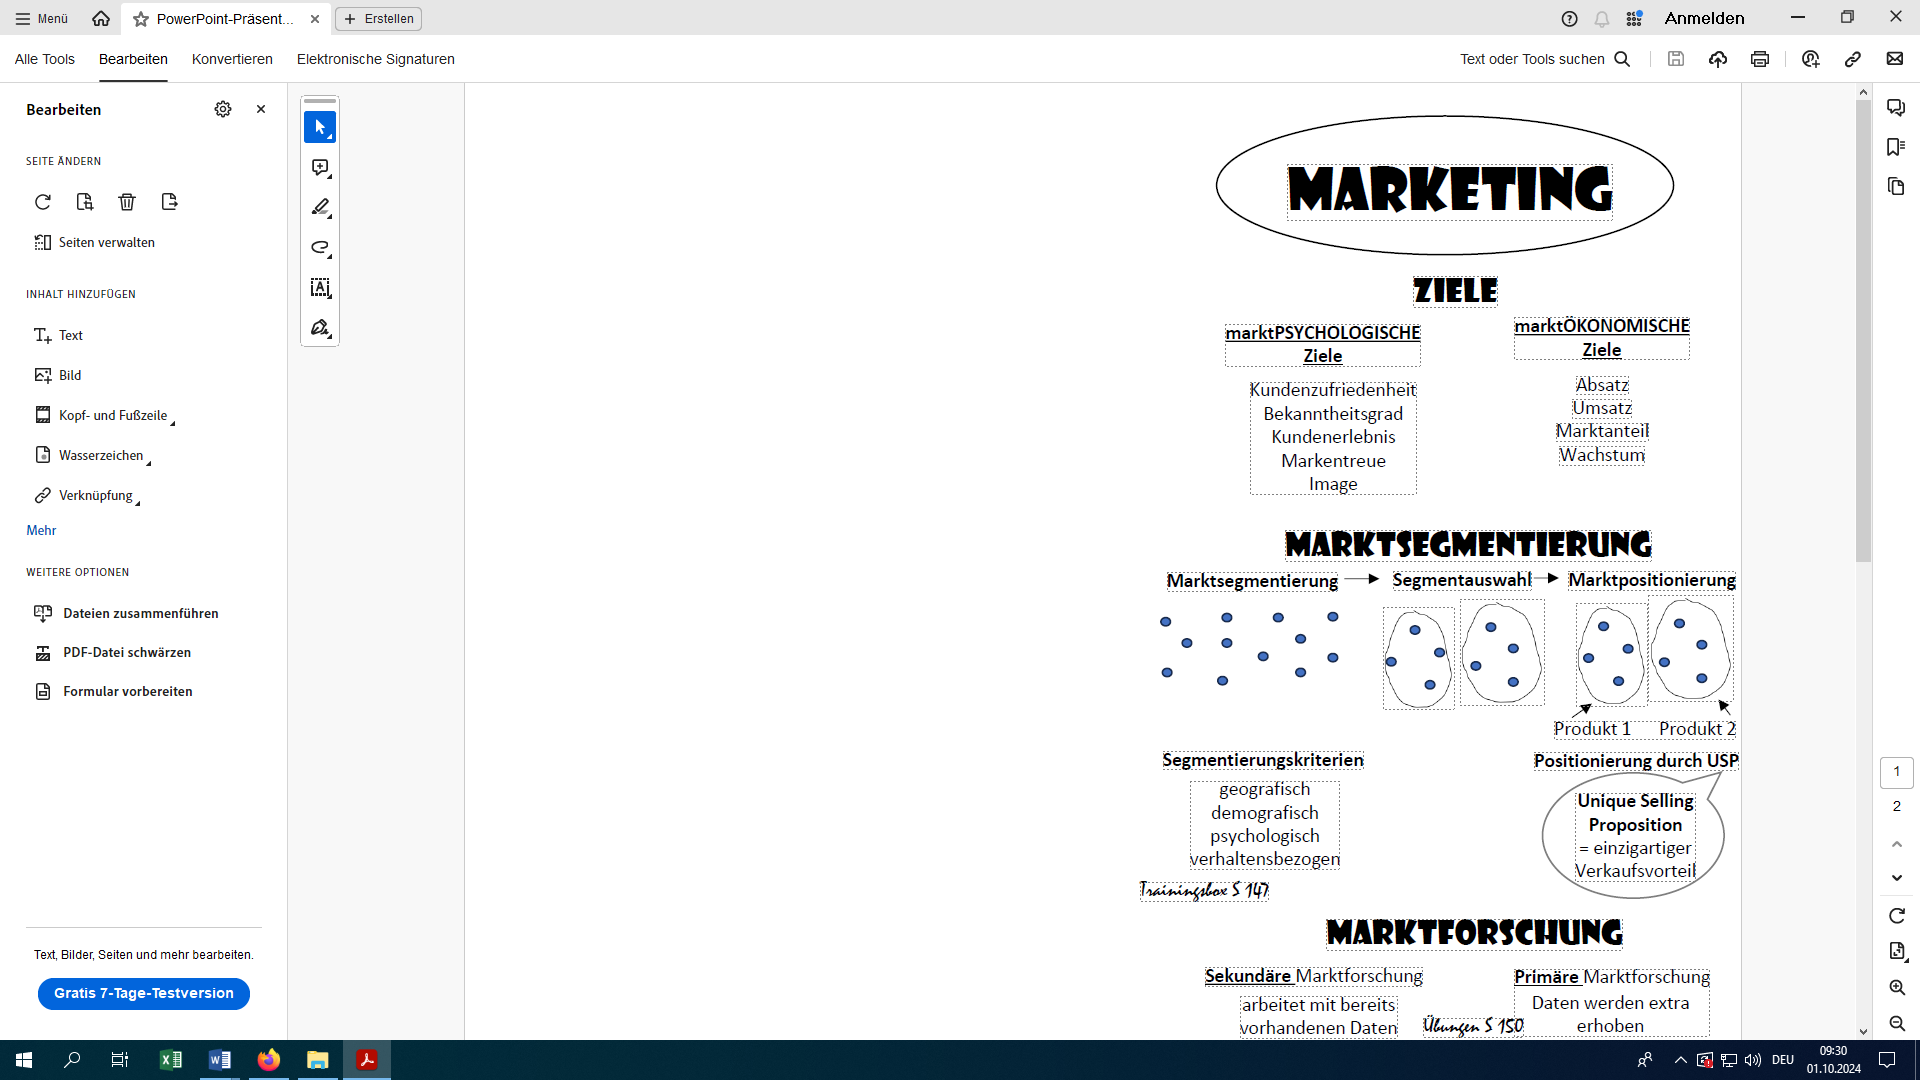 Menü
PowerPoint-Präsent...
Erstellen
Anmelden
Alle Tools
Bearbeiten
Konvertieren
Elektronische Signaturen
Text oder Tools suchen
Bearbeiten
SEITE ÄNDERN
Seiten verwalten
INHALT HINZUFÜGEN
Text
Bild
Kopf- und Fußzeile
Wasserzeichen
Verknüpfung
Mehr
WEITERE OPTIONEN
Dateien zusammenführen
PDF-Datei schwärzen
Formular vorbereiten
Text, Bilder, Seiten und mehr bearbeiten.
Gratis 7-Tage-Testversion
MARKETING
ZIELE
marktPSYCHOLOGISCHE
Ziele
Kundenzufriedenheit
Bekanntheitsgrad
Kundenerlebnis
Markentreue
Image
marktÖKONOMISCHE
Ziele
Absatz
Umsatz
Marktanteil
Wachstum
MARKTSEGMENTIERUNG
Marktsegmentierung
Segmentauswahl
Marktpositionierung
Produkt 1 Produkt 2
Segmentierungskriterien
geografisch
demografisch
psychologisch
verhaltensbezogen
Trainingsbox S 147
Positionierung durch USP
Unique Selling
Proposition
= einzigartiger
Verkaufsvorteil
MARKTFORSCHUNG
Sekundäre Marktforschung
arbeitet mit bereits
vorhandenen Daten
Übungen S 150
Primäre Marktforschung
Daten werden extra
erhoben
1
2
DEU
09:30
01.10.2024